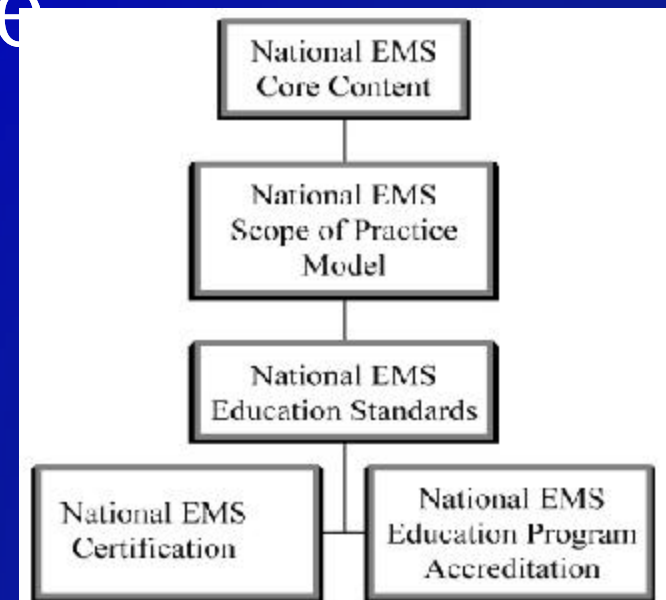 e
National EMS
Core Content
National EMS
Scope of Practice
Model
National EMS
Education Standards
National EMS
Certification
National EMS
Education Program
Accreditation